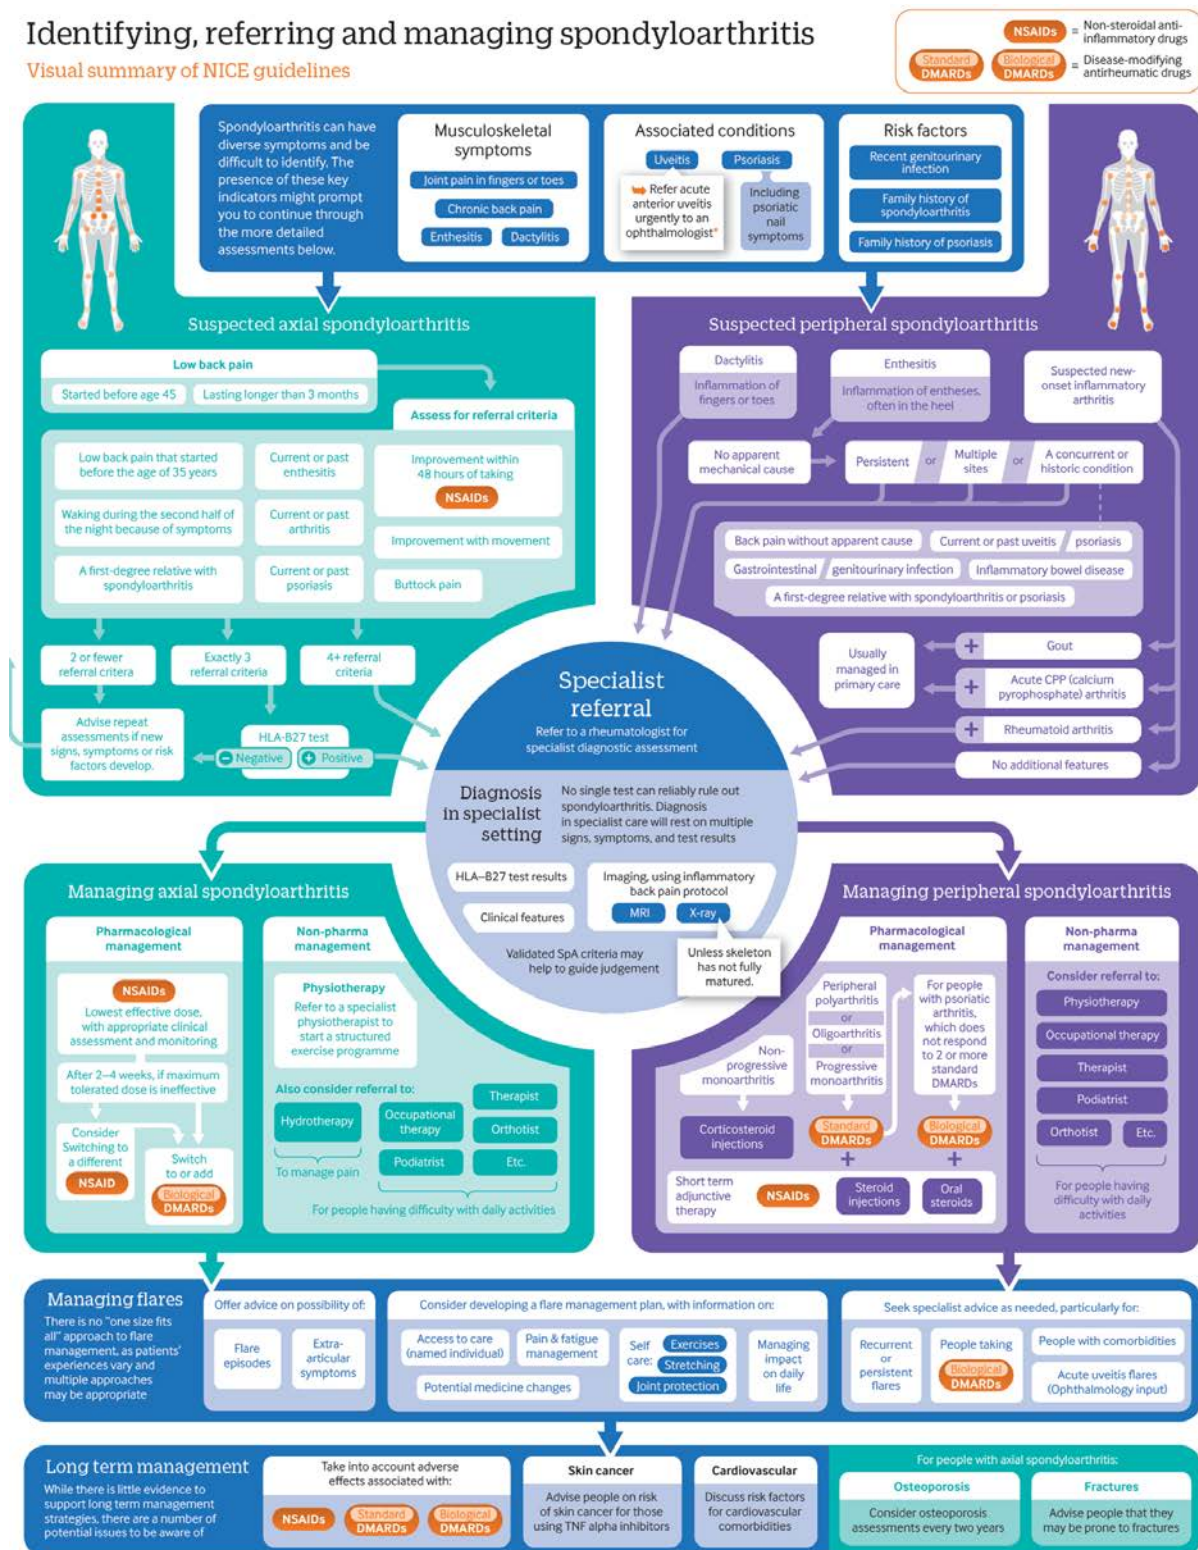 Identifying, referring and managing spondyloarthritis
Visual summary of NICE guidelines
NSAIDs = Non-steroidal anti-
inflammatory drugs
Standard DMARDs Biological DMARDs = Disease-modifying
antirheumatic drugs
Spondyloarthritis can have
diverse symptoms and be
difficult to identify. The
presence of these key
indicators might prompt
you to continue through
the more detailed
assessments below.
Musculoskeletal
symptoms
Joint pain in fingers or toes
Chronic back pain
Enthesitis Dactylitis
Associated conditions
Uveitis Psoriasis
Refer acute
anterior uveitis
urgently to an
ophthalmologist*
Including
psoriatic
nail
symptoms
Risk factors
Recent genitourinary
infection
Family history of
spondyloarthritis
Family history of psoriasis
Suspected axial spondyloarthritis
Low back pain
Started before age 45 Lasting longer than 3 months
Assess for referral criteria
Low back pain that started
before the age of 35 years
Waking during the second half of
the night because of symptoms
A first-degree relative with
spondyloarthritis
Current or past
enthesitis
Current or past
arthritis
Current or past
psoriasis
Improvement within
48 hours of taking
NSAIDs
Improvement with movement
Buttock pain
2 or fewer
referral critera
Exactly 3
referral criteria
4+ referral
criteria
Advise repeat
assessments if new
signs, symptoms or risk
factors develop.
HLA-B27 test
− Negative + Positive
Suspected peripheral spondyloarthritis
Dactylitis
Inflammation of
fingers or toes
Enthesitis
Inflammation of entheses,
often in the heel
Suspected new-
onset inflammatory
arthritis
No apparent
mechanical cause
Persistent or Multiple
sites or A concurrent or
historic condition
Back pain without apparent cause Current or past uveitis / psoriasis
Gastrointestinal / genitourinary infection Inflammatory bowel disease
A first-degree relative with spondyloarthritis or psoriasis
Usually
managed in
primary care
+ Gout
+ Acute CPP (calcium
pyrophosphate) arthritis
+ Rheumatoid arthritis
No additional features
Specialist
referral
Refer to a rheumatologist for
specialist diagnostic assessment
Diagnosis
in specialist
setting
No single test can reliably rule out
spondyloarthritis. Diagnosis
in specialist care will rest on multiple
signs, symptoms, and test results
HLA–B27 test results
Clinical features
Imaging, using inflammatory
back pain protocol
MRI X-ray
Unless skeleton
has not fully
matured.
Validated SpA criteria may
help to guide judgement
Managing axial spondyloarthritis
Pharmacological
management
NSAIDs
Lowest effective dose,
with appropriate clinical
assessment and monitoring
After 2–4 weeks, if maximum
tolerated dose is ineffective
Consider
Switching to
a different
NSAID
Switch
to or add
Biological
DMARDs
Non-pharma
management
Physiotherapy
Refer to a specialist
physiotherapist to
start a structured
exercise programme
Also consider referral to:
Hydrotherapy
To manage pain
Occupational
therapy
Podiatrist
Therapist
Orthotist
Etc.
For people having difficulty with daily activities
Managing peripheral spondyloarthritis
Pharmacological
management
Non-
progressive
monoarthritis
Corticosteroid
injections
Peripheral
polyarthritis
or
Oligoarthritis
or
Progressive
monoarthritis
Standard
DMARDs
For people
with psoriatic
arthritis,
which does
not respond
to 2 or more
standard
DMARDs
Biological
DMARDs
+ +
Short term
adjunctive
therapy
NSAIDs
Steroid
injections
Oral
steroids
Non-pharma
management
Consider referral to:
Physiotherapy
Occupational therapy
Therapist
Podiatrist
Orthotist Etc.
For people having
difficulty with daily
activities
Managing flares
There is no "one size fits
all" approach to flare
management, as patients'
experiences vary and
multiple approaches
may be appropriate
Offer advice on possibility of:
Flare
episodes
Extra-
articular
symptoms
Consider developing a flare management plan, with information on:
Access to care
(named individual)
Pain & fatigue
management
Potential medicine changes
Self
care:
Exercises
Stretching
Joint protection
Managing
impact
on daily
life
Seek specialist advice as needed, particularly for:
Recurrent
or
persistent
flares
People taking
Biological
DMARDs
People with comorbidities
Acute uveitis flares
(Ophthalmology input)
Long term management
While there is little evidence to
support long term management
strategies, there are a number of
potential issues to be aware of
Take into account adverse
effects associated with:
NSAIDs Standard DMARDs Biological DMARDs
Skin cancer
Advise people on risk
of skin cancer for those
using TNF alpha inhibitors
Cardiovascular
Discuss risk factors
for cardiovascular
comorbidities
For people with axial spondyloarthritis:
Osteoporosis
Consider osteoporosis
assessments every two years
Fractures
Advise people that they
may be prone to fractures